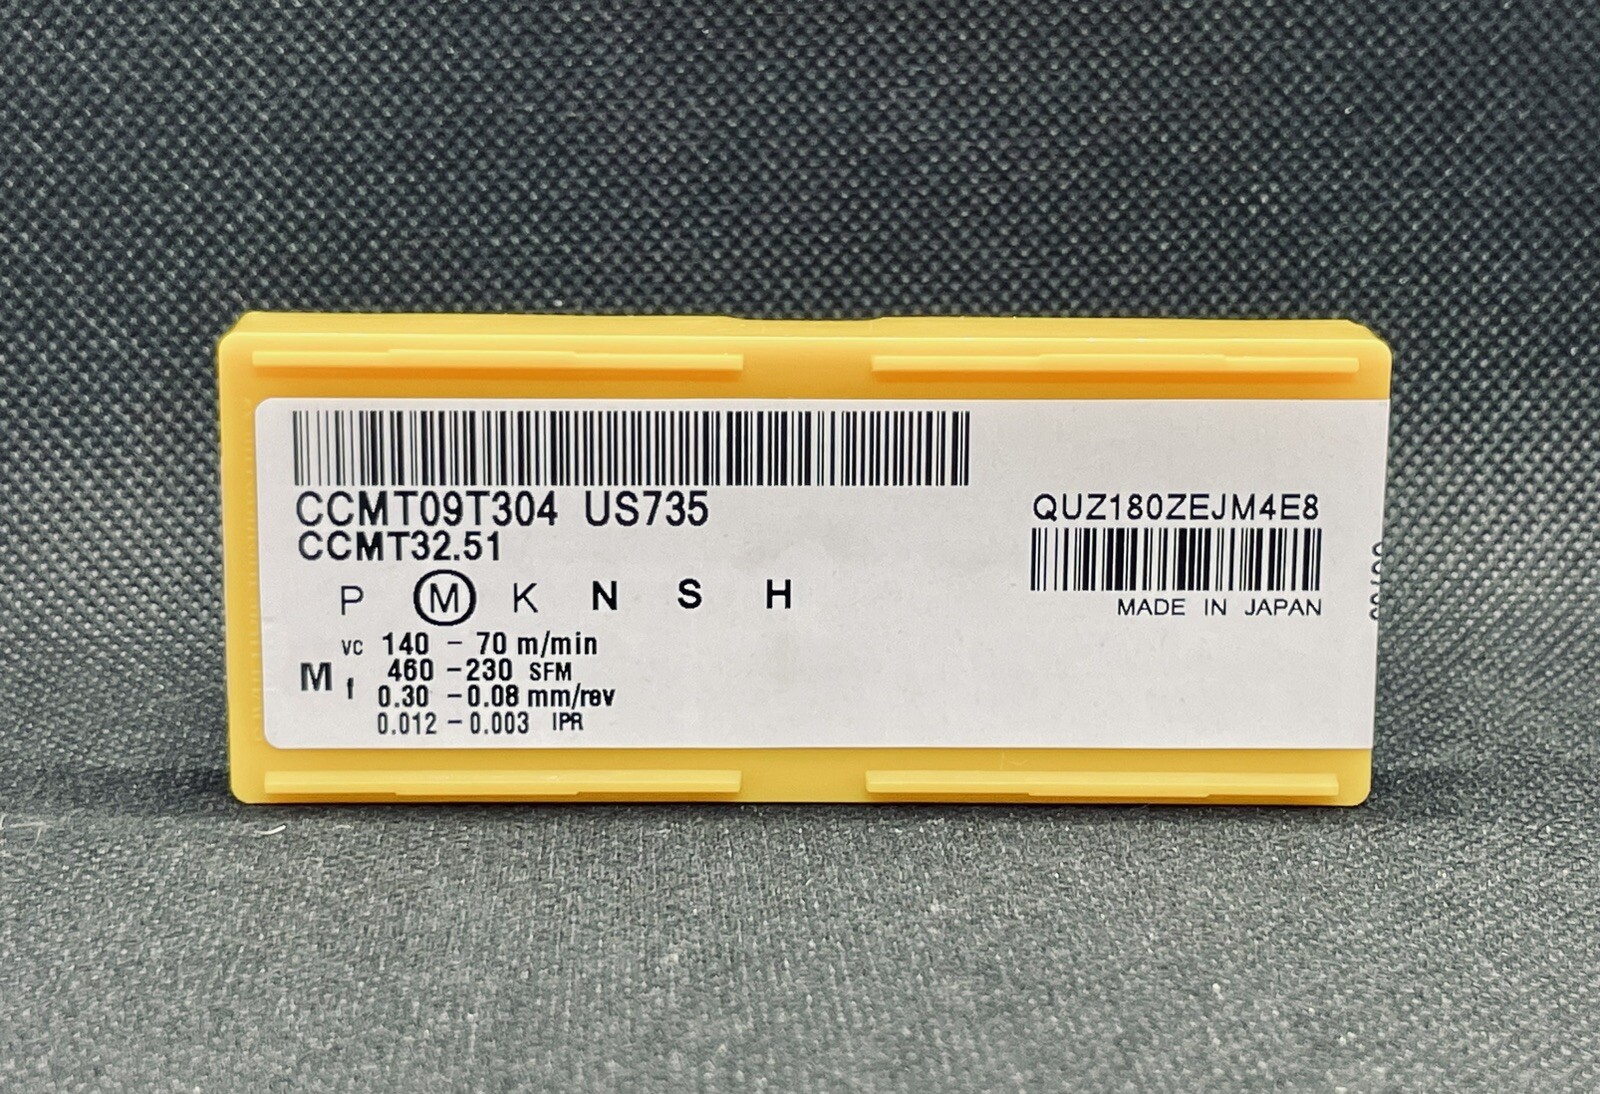 CCMT09T304 US735
CCMT32.51
P M K N S H
vc 140 - 70 m/min
460 - 230 SFM
M f 0.30 - 0.08 mm/rev
0.012 - 0.003 IPR
QUZ180ZEJM4E8
MADE IN JAPAN